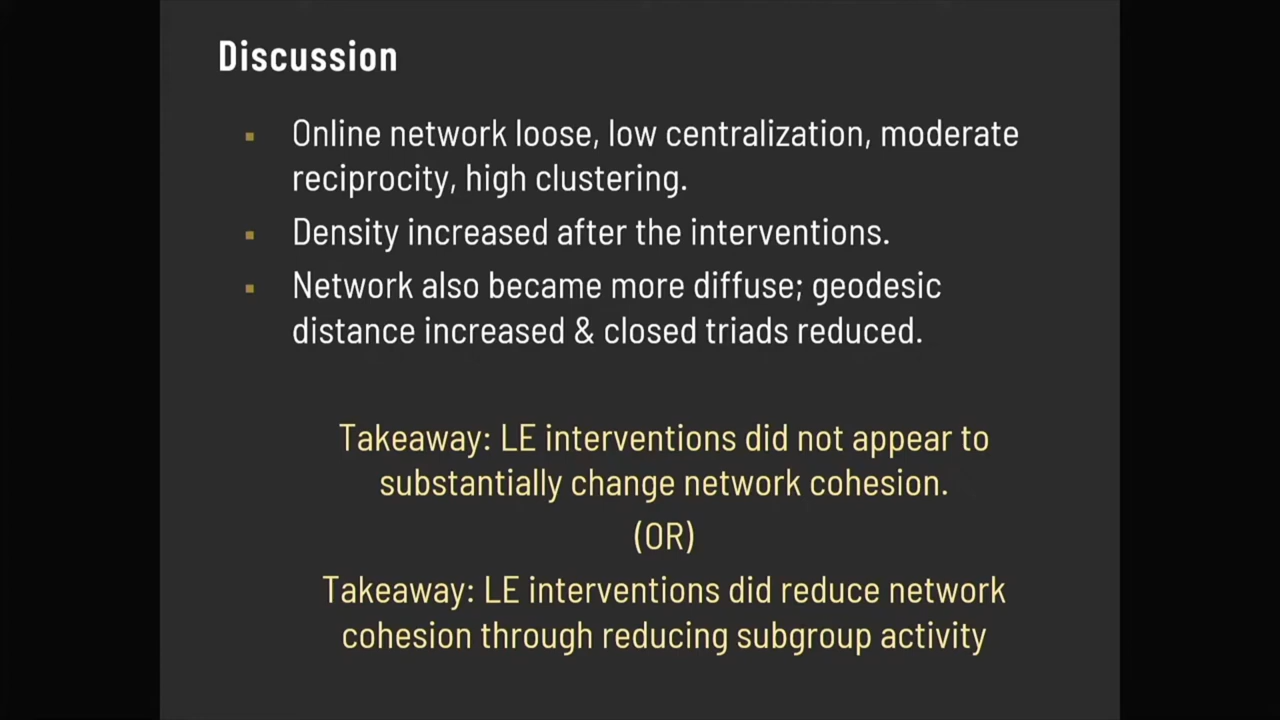 Discussion
Online network loose, low centralization, moderate
reciprocity, high clustering.
Density increased after the interventions.
Network also became more diffuse; geodesic
distance increased & closed triads reduced.
Takeaway: LE interventions did not appear to
substantially change network cohesion.
(OR)
Takeaway: LE interventions did reduce network
cohesion through reducing subgroup activity